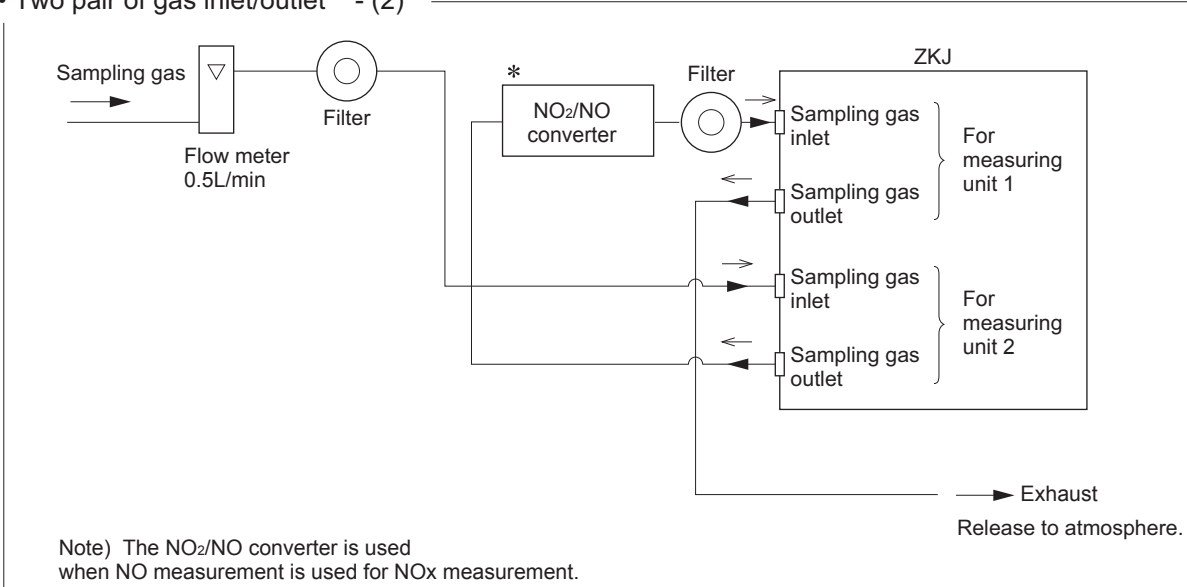 • Two pair of gas inlet/outlet - (2)
ZKJ
Sampling gas
Filter
Flow meter
0.5L/min
*
NO₂/NO
converter
Filter
Sampling gas
inlet
Sampling gas
outlet
For
measuring
unit 1
Sampling gas
inlet
Sampling gas
outlet
For
measuring
unit 2
Exhaust
Release to atmosphere.
Note) The NO₂/NO converter is used
when NO measurement is used for NOx measurement.